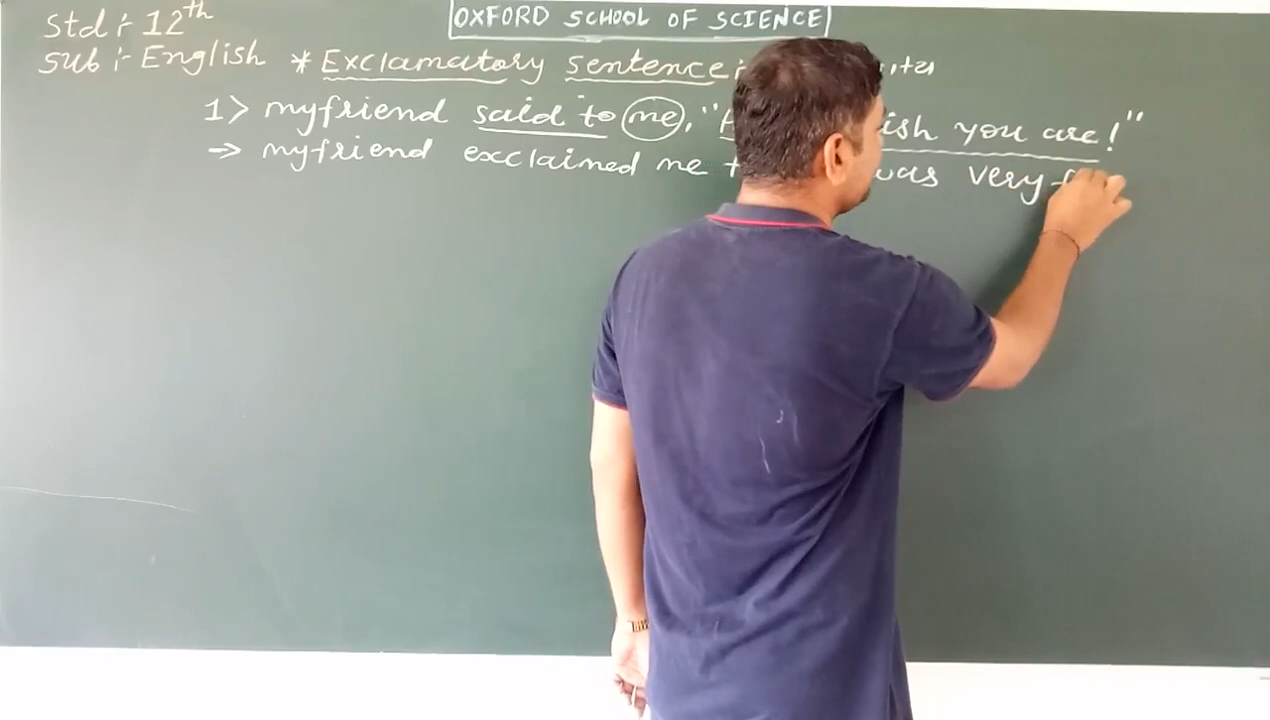 OXFORD SCHOOL OF SCIENCE
Std :- 12th
Sub :- English * Exclamatory Sentence :-
1> myfriend said to me, " ish you are!"
→ myfriend exclaimed me was very f